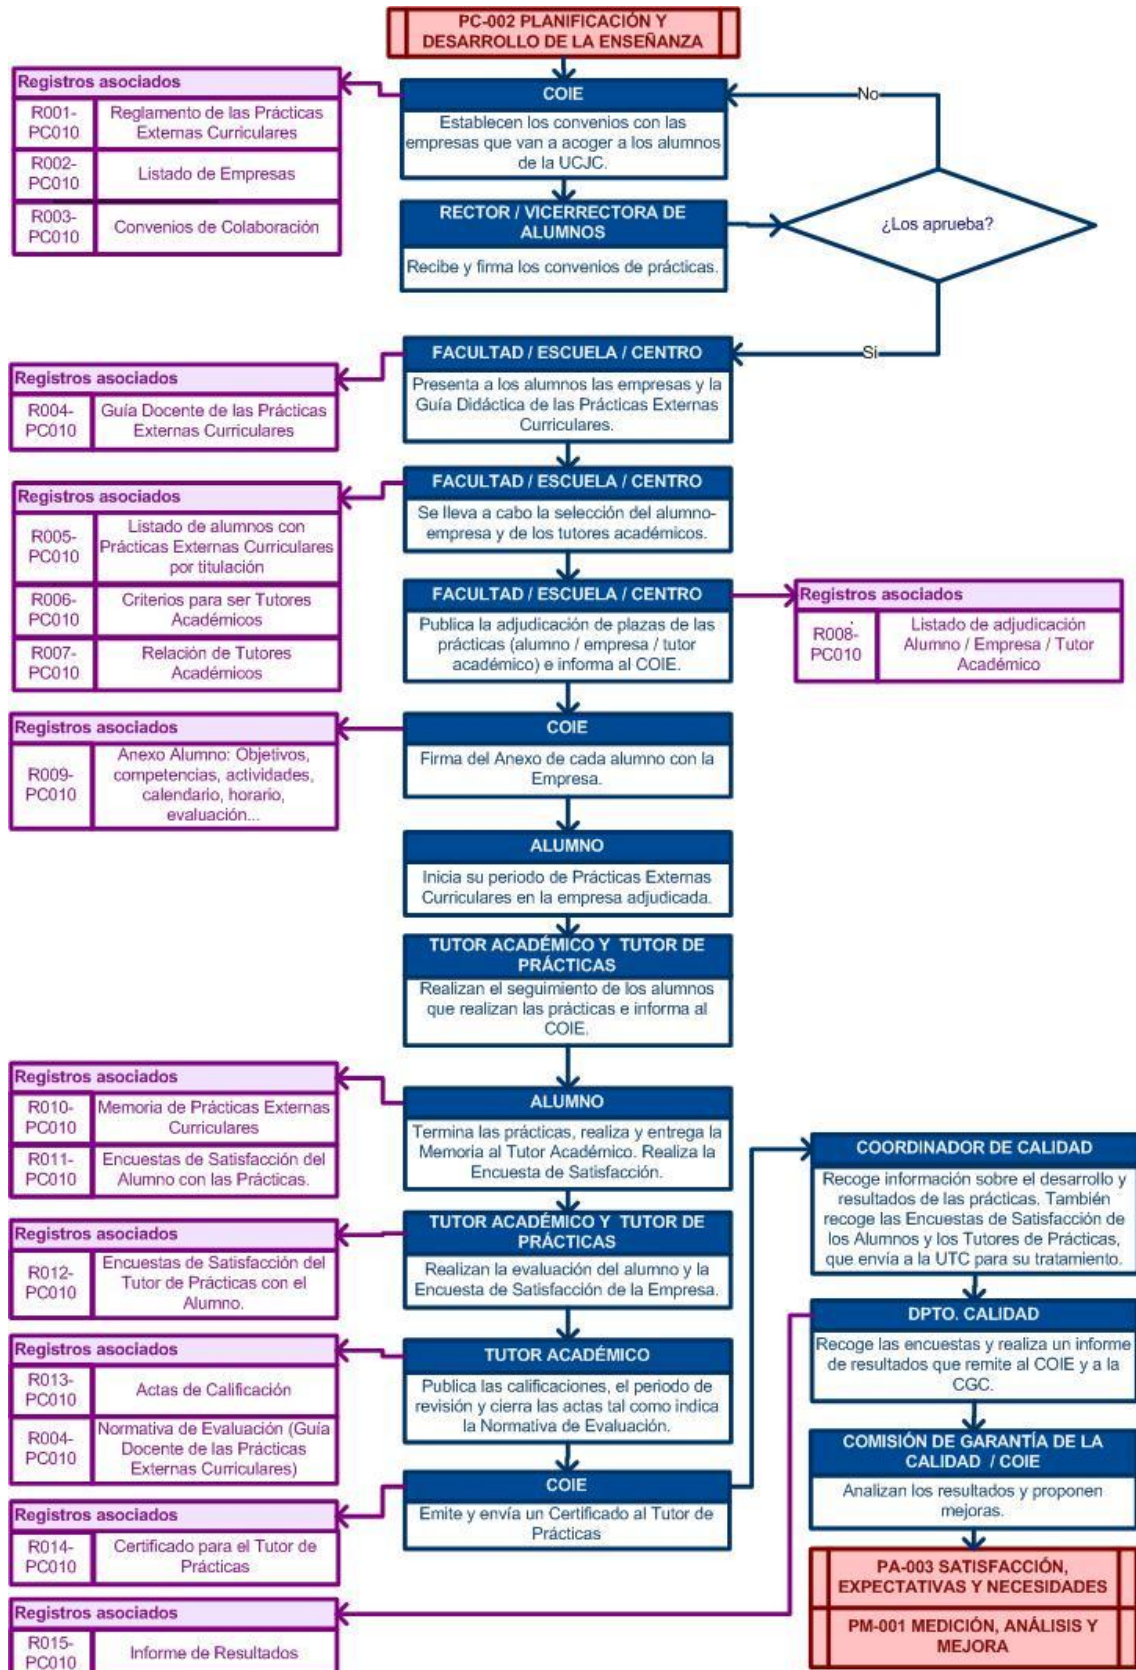 PC-002 PLANIFICACIÓN Y
DESARROLLO DE LA ENSEÑANZA
Registros asociados
R001-
PC010
Reglamento de las Prácticas
Externas Curriculares
R002-
PC010
Listado de Empresas
R003-
PC010
Convenios de Colaboración
COIE
Establecen los convenios con las
empresas que van a acoger a los alumnos
de la UCJC.
No
RECTOR / VICERRECTORA DE
ALUMNOS
Recibe y firma los convenios de prácticas.
¿Los aprueba?
Si
FACULTAD / ESCUELA / CENTRO
Presenta a los alumnos las empresas y la
Guía Didáctica de las Prácticas Externas
Curriculares.
Registros asociados
R004-
PC010
Guía Docente de las Prácticas
Externas Curriculares
FACULTAD / ESCUELA / CENTRO
Se lleva a cabo la selección del alumno-
empresa y de los tutores académicos.
Registros asociados
R005-
PC010
Listado de alumnos con
Prácticas Externas Curriculares
por titulación
R006-
PC010
Criterios para ser Tutores
Académicos
R007-
PC010
Relación de Tutores
Académicos
FACULTAD / ESCUELA / CENTRO
Publica la adjudicación de plazas de las
prácticas (alumno / empresa / tutor
académico) e informa al COIE.
Registros asociados
R008-
PC010
Listado de adjudicación
Alumno / Empresa / Tutor
Académico
COIE
Firma del Anexo de cada alumno con la
Empresa.
Registros asociados
R009-
PC010
Anexo Alumno: Objetivos,
competencias, actividades,
calendario, horario,
evaluación...
ALUMNO
Inicia su periodo de Prácticas Externas
Curriculares en la empresa adjudicada.
TUTOR ACADÉMICO Y TUTOR DE
PRÁCTICAS
Realizan el seguimiento de los alumnos
que realizan las prácticas e informa al
COIE.
Registros asociados
R010-
PC010
Memoria de Prácticas Externas
Curriculares
R011-
PC010
Encuestas de Satisfacción del
Alumno con las Prácticas.
ALUMNO
Termina las prácticas, realiza y entrega la
Memoria al Tutor Académico. Realiza la
Encuesta de Satisfacción.
TUTOR ACADÉMICO Y TUTOR DE
PRÁCTICAS
Realizan la evaluación del alumno y la
Encuesta de Satisfacción de la Empresa.
Registros asociados
R012-
PC010
Encuestas de Satisfacción del
Tutor de Prácticas con el
Alumno.
TUTOR ACADÉMICO
Publica las calificaciones, el periodo de
revisión y cierra las actas tal como indica
la Normativa de Evaluación.
Registros asociados
R013-
PC010
Actas de Calificación
R004-
PC010
Normativa de Evaluación (Guía
Docente de las Prácticas
Externas Curriculares)
COIE
Emite y envía un Certificado al Tutor de
Prácticas
Registros asociados
R014-
PC010
Certificado para el Tutor de
Prácticas
COORDINADOR DE CALIDAD
Recoge información sobre el desarrollo y
resultados de las prácticas. También
recoge las Encuestas de Satisfacción de
los Alumnos y los Tutores de Prácticas,
que envía a la UTC para su tratamiento.
DPTO. CALIDAD
Recoge las encuestas y realiza un informe
de resultados que remite al COIE y a la
CGC.
Registros asociados
R015-
PC010
Informe de Resultados
COMISIÓN DE GARANTÍA DE LA
CALIDAD / COIE
Analizan los resultados y proponen
mejoras.
PA-003 SATISFACCIÓN,
EXPECTATIVAS Y NECESIDADES
PM-001 MEDICIÓN, ANÁLISIS Y
MEJORA